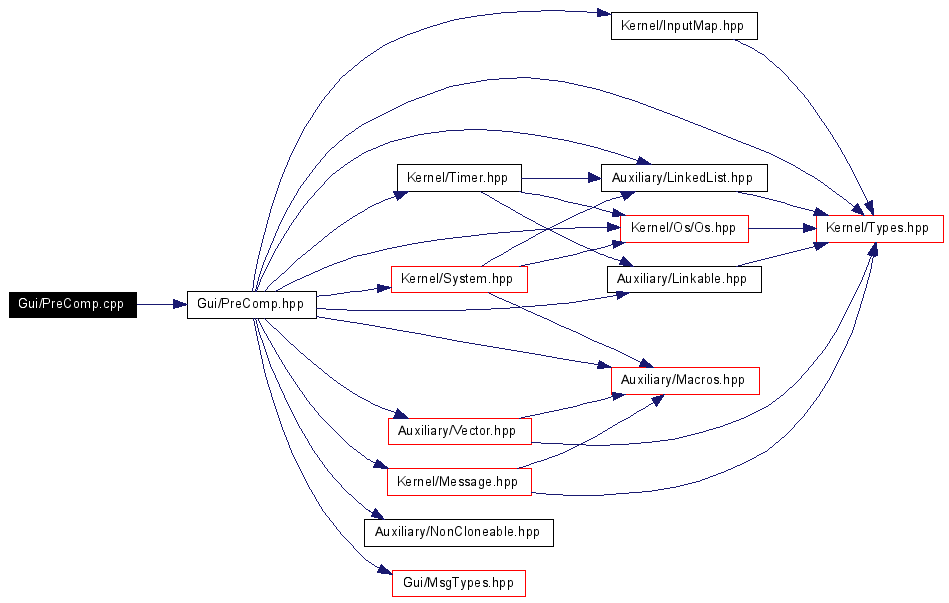 Kernel/InputMap.hpp
Kernel/Timer.hpp
Auxiliary/LinkedList.hpp
Kernel/Os/Os.hpp
Kernel/Types.hpp
Kernel/System.hpp
Auxiliary/Linkable.hpp
Gui/PreComp.cpp
Gui/PreComp.hpp
Auxiliary/Macros.hpp
Auxiliary/Vector.hpp
Kernel/Message.hpp
Auxiliary/NonCloneable.hpp
Gui/MsgTypes.hpp